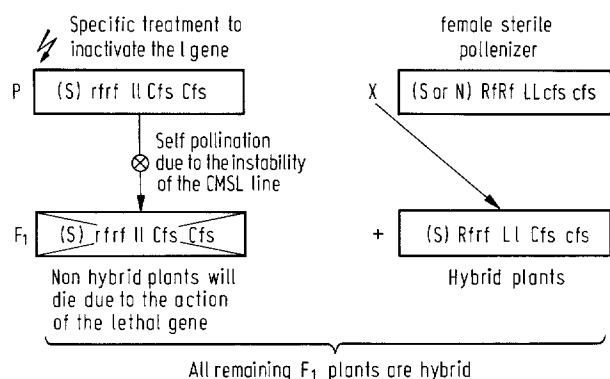 Specific treatment to
inactivate the l gene
female sterile
pollenizer
P
(S) rfrf ll Cfs Cfs
X
(S or N) RfRf LL cfs cfs
Self pollination
due to the instability
of the CMSL line
F1
(S) rfrf ll Cfs Cfs
+
(S) Rfrf Ll Cfs cfs
Non hybrid plants will
die due to the action
of the lethal gene
Hybrid plants
All remaining F1 plants are hybrid